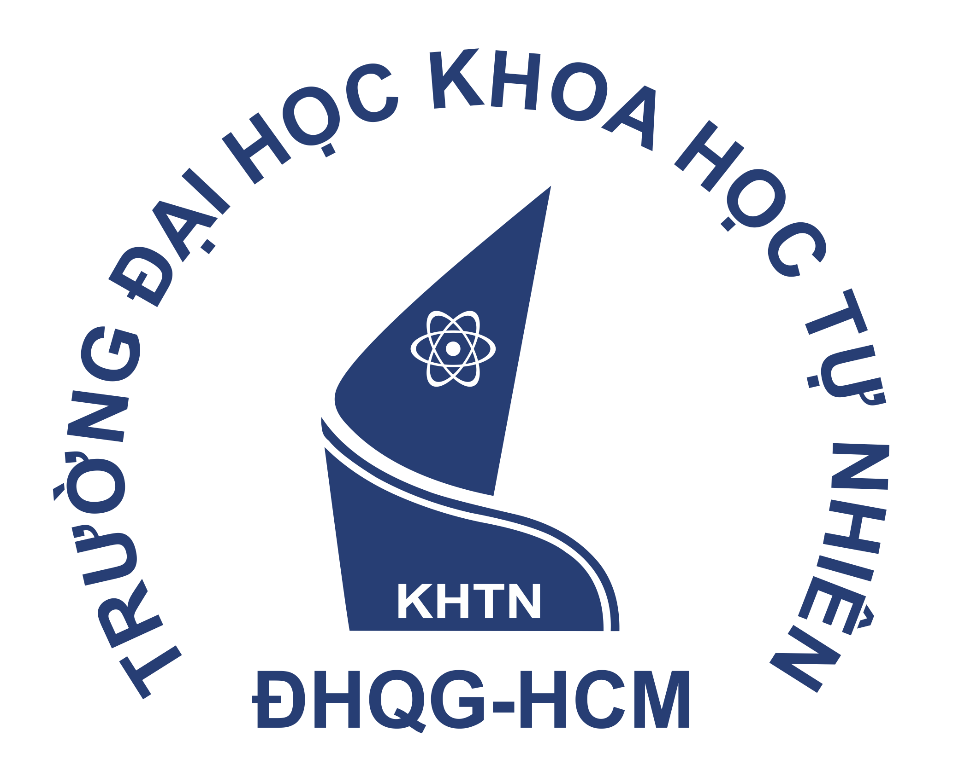 TRƯỜNG ĐẠI HỌC KHOA HỌC TỰ NHIÊN
KHTN
ĐHQG-HCM